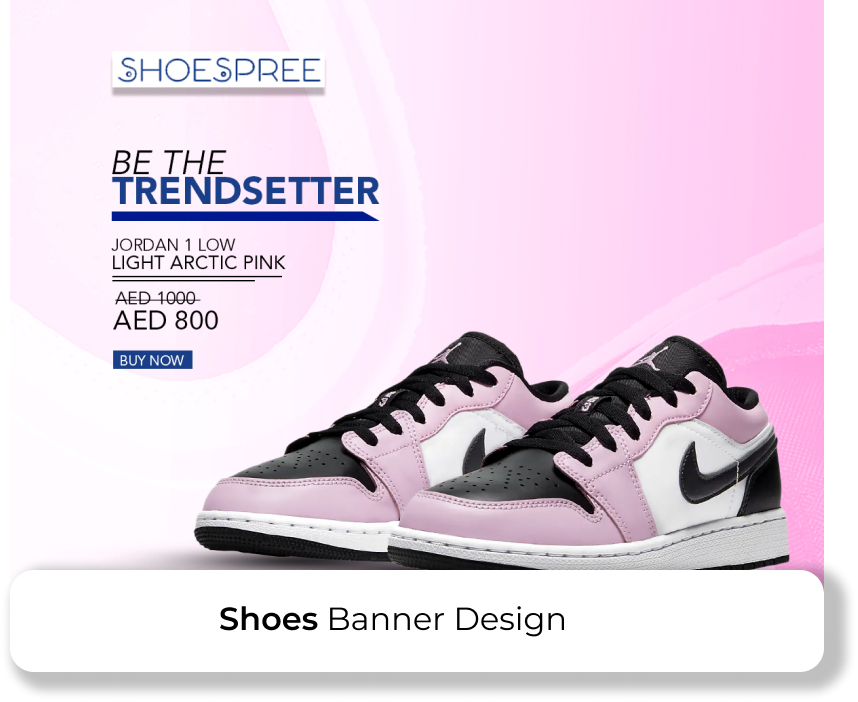 SHOESPREE
BE THE
TRENDSETTER
JORDAN 1 LOW
LIGHT ARCTIC PINK
AED 1000
AED 800
BUY NOW
Shoes Banner Design